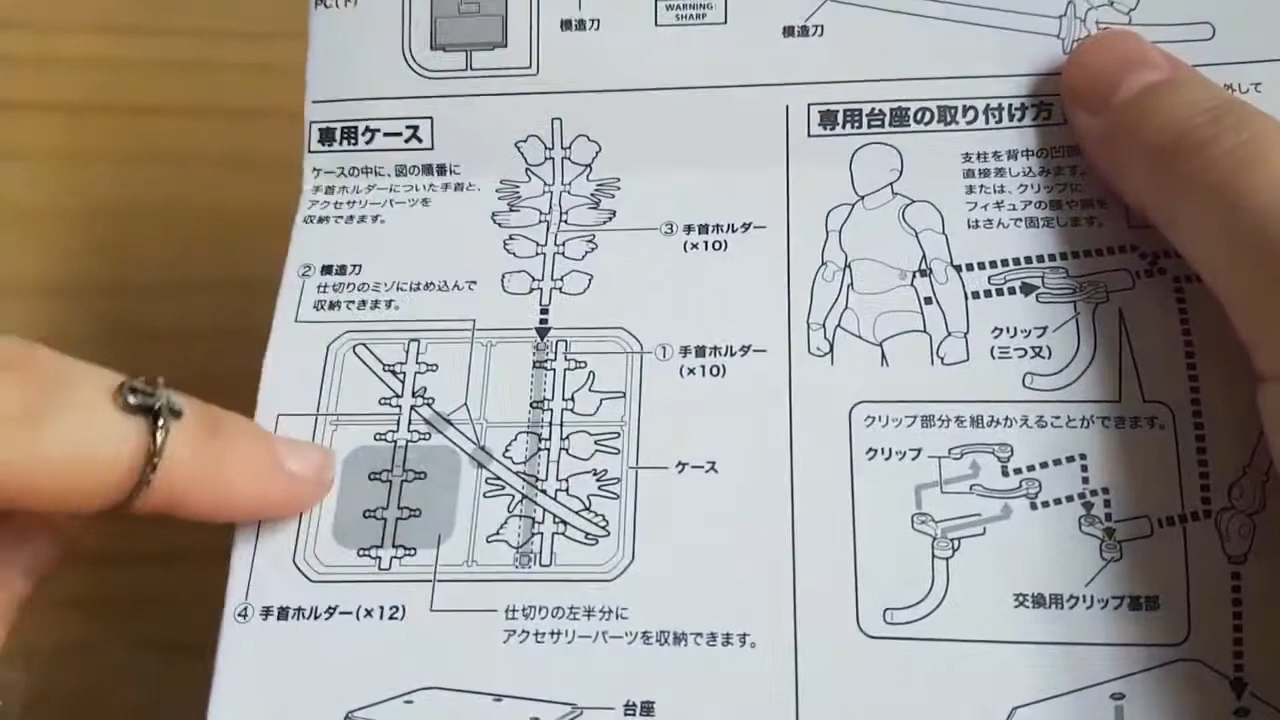 PC(下)
模造刀
WARNING:
SHARP
模造刀
専用ケース
ケースの中に、図の順番に
手首ホルダーについた手首と、
アクセサリーパーツを
収納できます。
③ 手首ホルダー
(×10)
② 模造刀
仕切りのミゾにはめ込んで
収納できます。
① 手首ホルダー
(×10)
ケース
④ 手首ホルダー(×12)
仕切りの左半分に
アクセサリーパーツを収納できます。
台座
外して
専用台座の取り付け方
支柱を背中の凹
直接差し込みます。
または、クリップに
フィギュアの腰や胴を
はさんで固定します。
クリップ
(三つ又)
クリップ部分を組みかえることができます。
クリップ
交換用クリップ基部